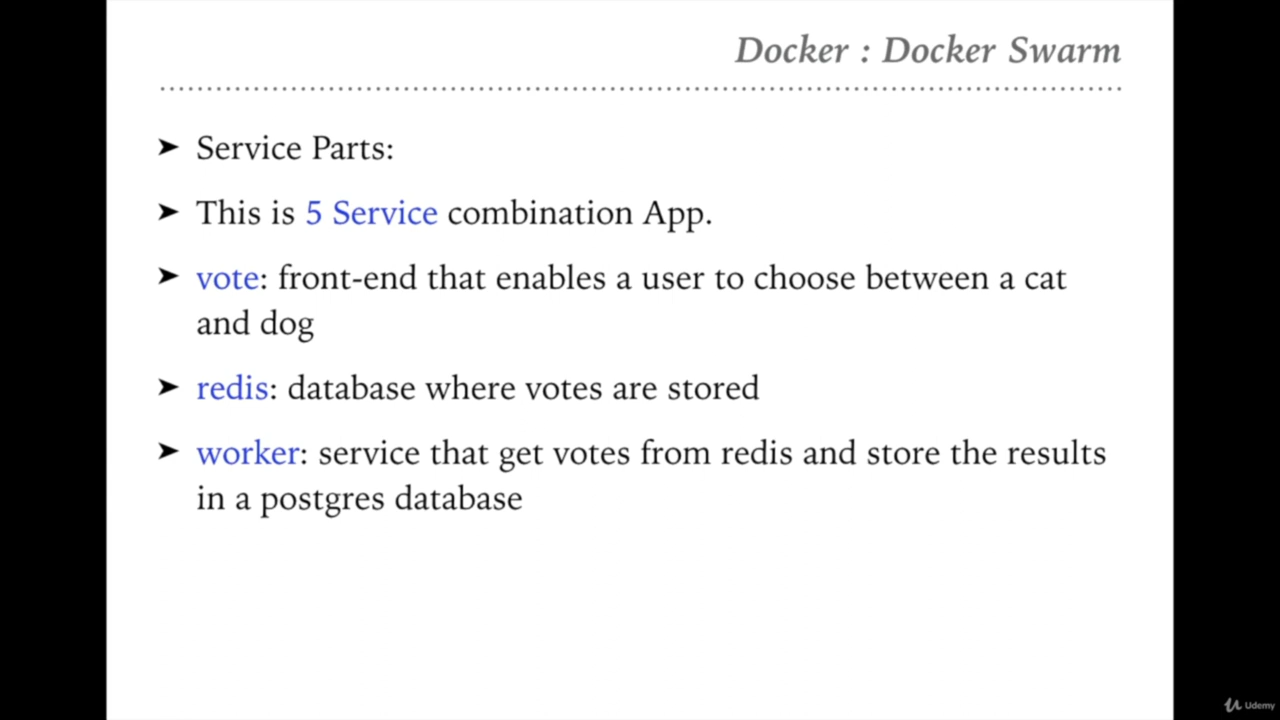 Docker : Docker Swarm
➤ Service Parts:
➤ This is 5 Service combination App.
➤ vote: front-end that enables a user to choose between a cat
and dog
➤ redis: database where votes are stored
➤ worker: service that get votes from redis and store the results
in a postgres database
Udemy